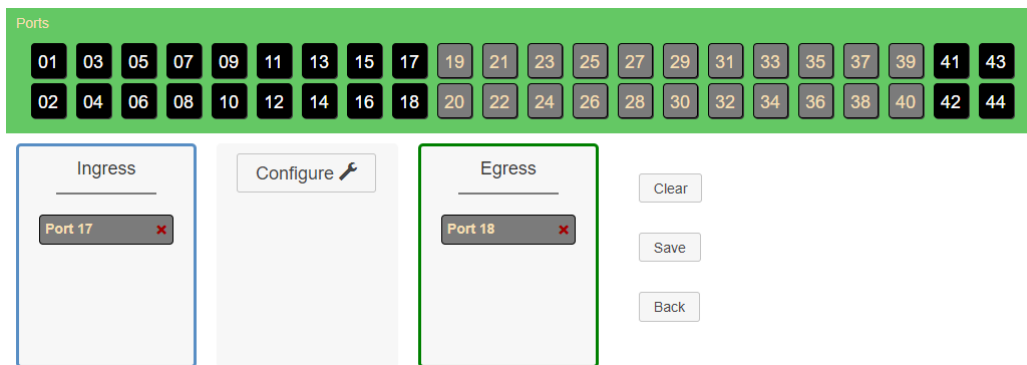 Ports
01 03 05 07 09 11 13 15 17 19 21 23 25 27 29 31 33 35 37 39 41 43
02 04 06 08 10 12 14 16 18 20 22 24 26 28 30 32 34 36 38 40 42 44
Ingress
Port 17
Configure
Egress
Port 18
Clear
Save
Back